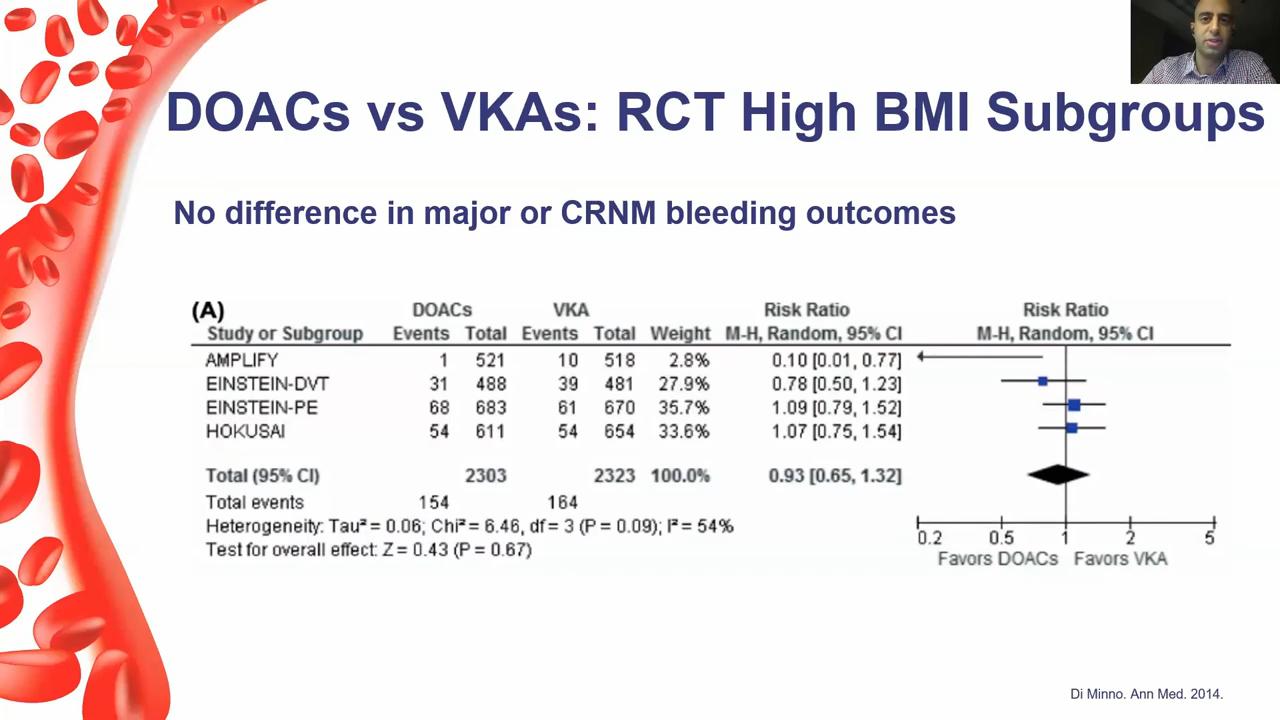 DOACs vs VKAs: RCT High BMI Subgroups
No difference in major or CRNM bleeding outcomes
(A) DOACs VKA Risk Ratio Risk Ratio
Study or Subgroup Events Total Events Total Weight M-H, Random, 95% CI M-H, Random, 95% CI
AMPLIFY 1 521 10 518 2.8% 0.10 [0.01, 0.77]
EINSTEIN-DVT 31 488 39 481 27.9% 0.78 [0.50, 1.23]
EINSTEIN-PE 68 683 61 670 35.7% 1.09 [0.79, 1.52]
HOKUSAI 54 611 54 654 33.6% 1.07 [0.75, 1.54]
Total (95% CI) 2303 2323 100.0% 0.93 [0.65, 1.32]
Total events 154 164
Heterogeneity: Tau² = 0.06; Chi² = 6.46, df = 3 (P = 0.09); I² = 54%
Test for overall effect: Z = 0.43 (P = 0.67)
0.2 0.5 1 2 5
Favors DOACs Favors VKA
Di Minno. Ann Med. 2014.